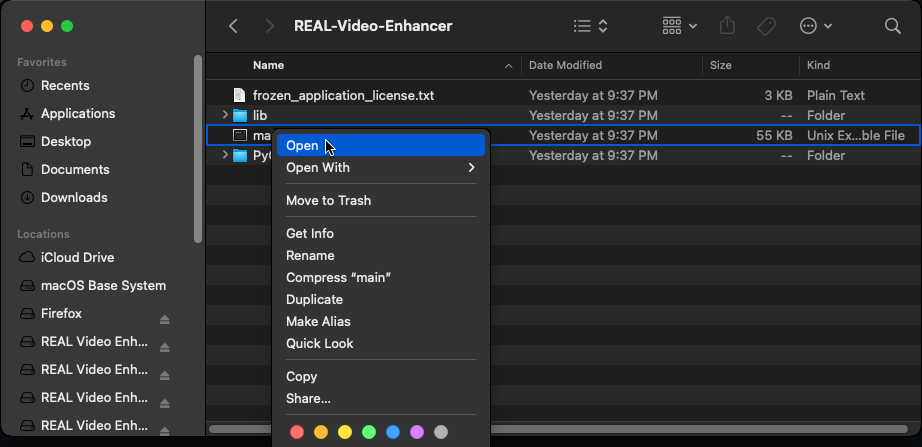 REAL-Video-Enhancer
Favorites
Recents
Applications
Desktop
Documents
Downloads
Locations
iCloud Drive
macOS Base System
Firefox
REAL Video Enh...
REAL Video Enh...
REAL Video Enh...
REAL Video Enh...
Name Date Modified Size Kind
frozen_application_license.txt Yesterday at 9:37 PM 3 KB Plain Text
lib Yesterday at 9:37 PM -- Folder
ma Yesterday at 9:37 PM 55 KB Unix Ex...ble File
Py Yesterday at 9:37 PM -- Folder
Open
Open With
Move to Trash
Get Info
Rename
Compress “main”
Duplicate
Make Alias
Quick Look
Copy
Share...